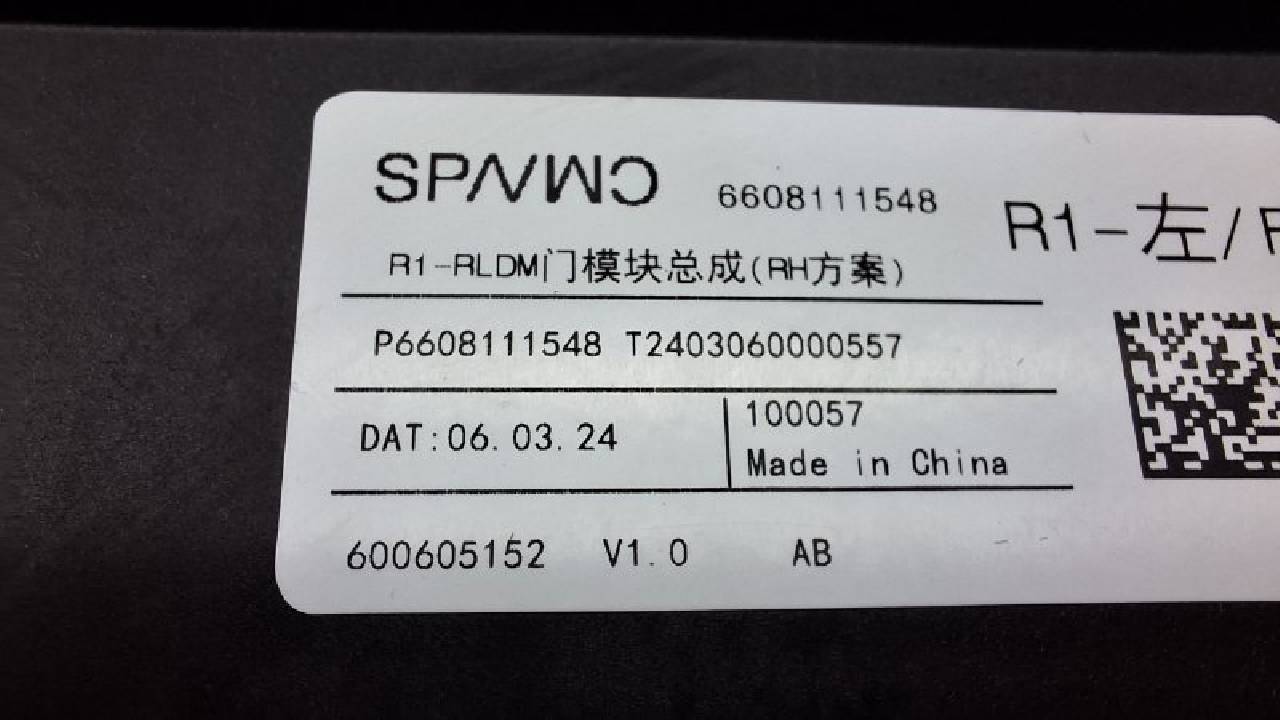 SPΛVWC
6608111548
R1-左/
R1-RLDM门模块总成(RH方案)
P6608111548 T2403060000557
DAT:06.03.24
100057
Made in China
600605152 V1.0 AB